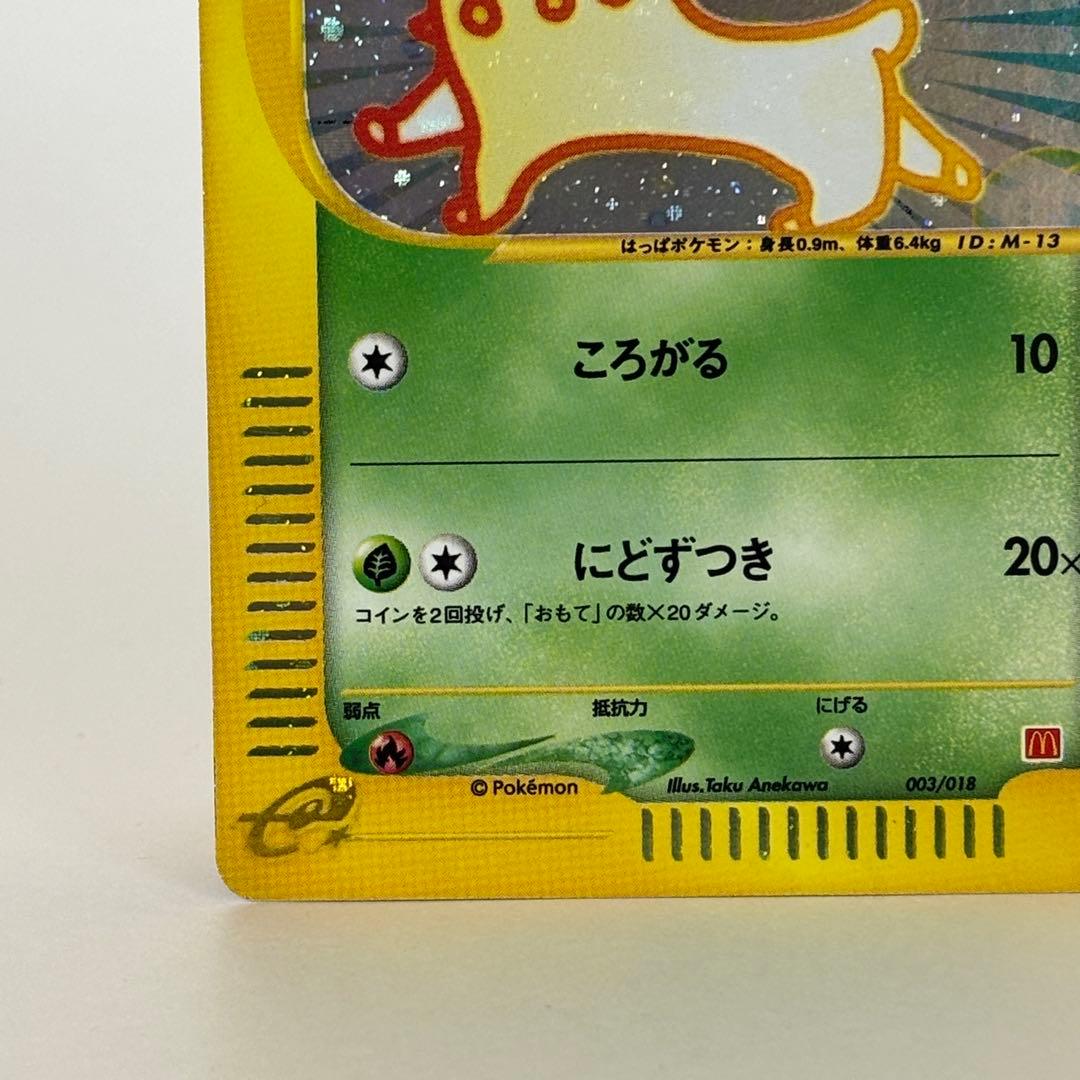 はっぱポケモン：身長0.9m、体重6.4kg ID:M-13
ころがる 10
にどずつき 20×
コインを2回投げ、「おもて」の数×20ダメージ。
弱点 抵抗力 にげる
©Pokémon Illus.Taku Anekawa 003/018